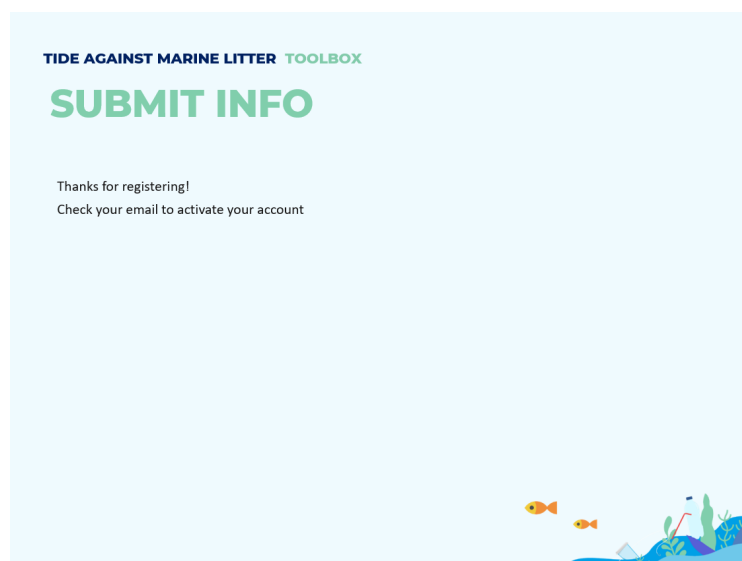 TIDE AGAINST MARINE LITTER TOOLBOX
SUBMIT INFO
Thanks for registering!
Check your email to activate your account